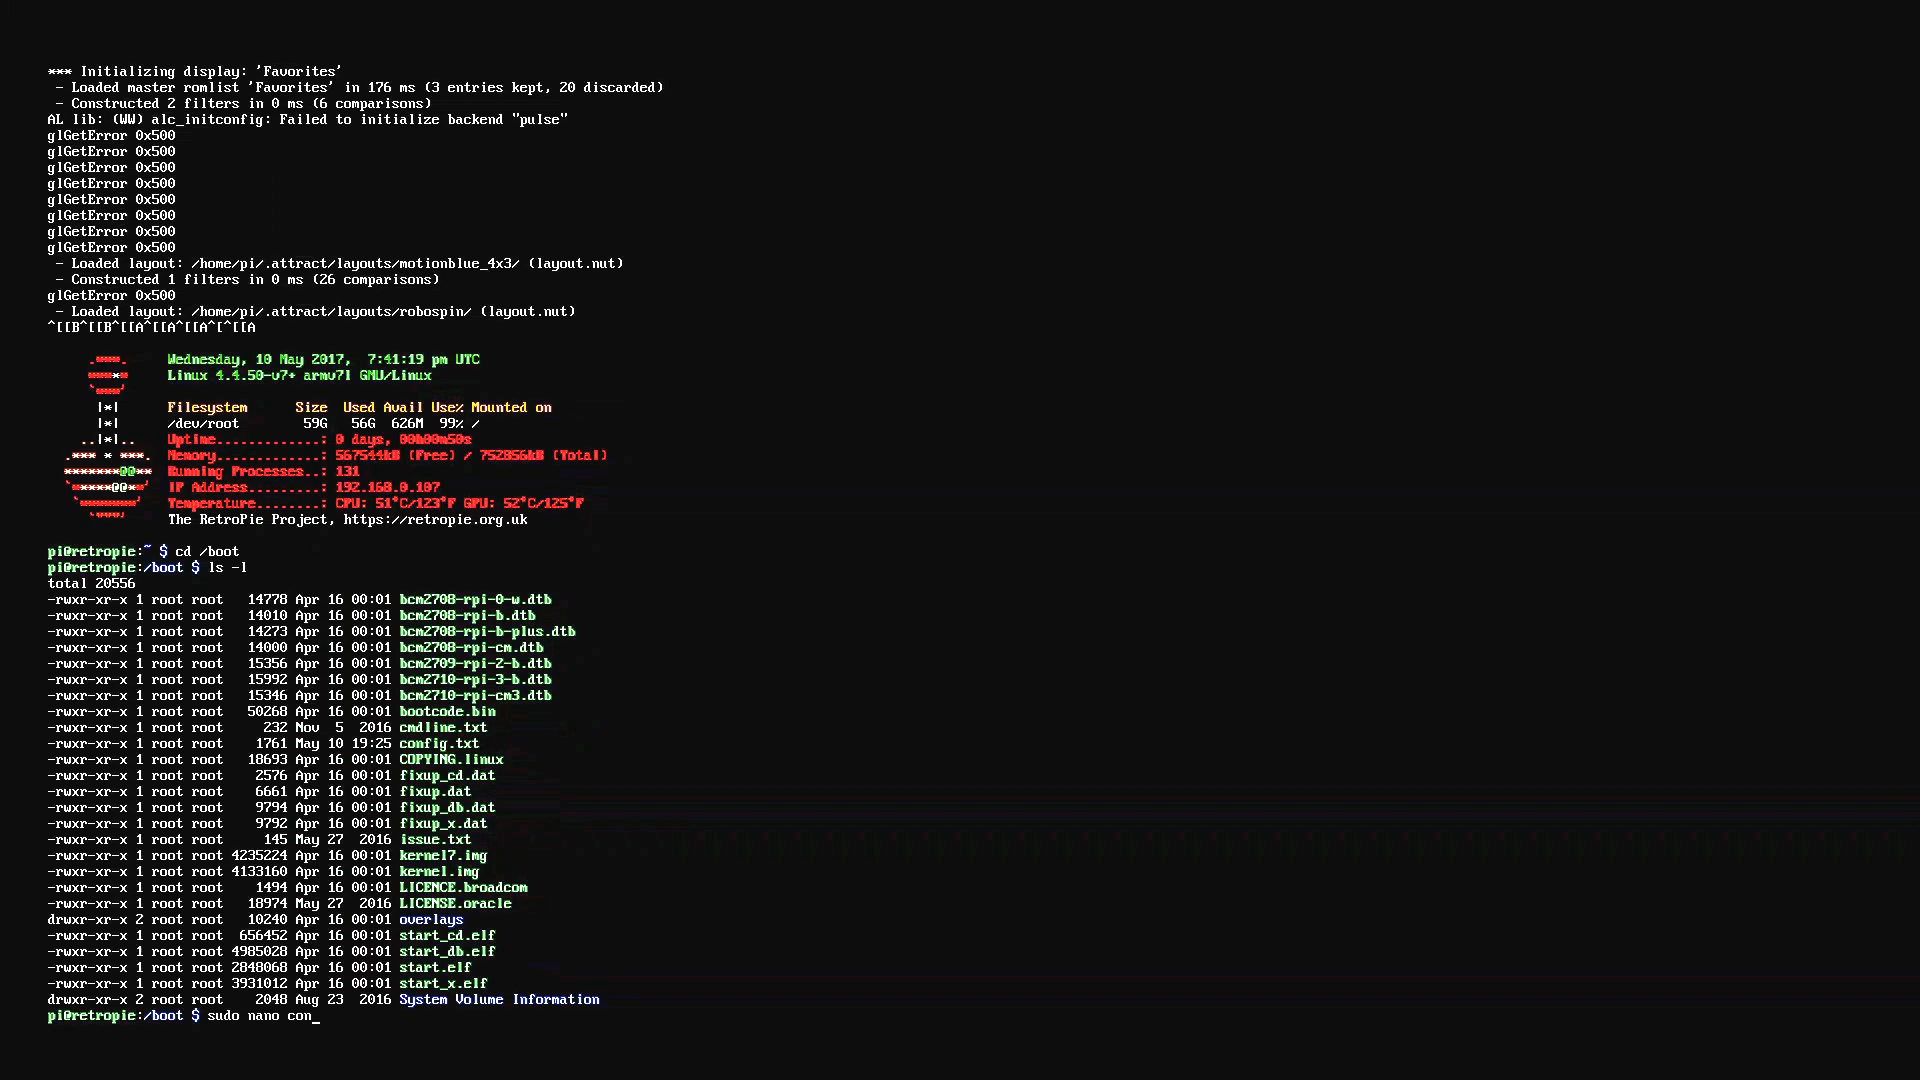 *** Initializing display: 'Favorites'
 - Loaded master romlist 'Favorites' in 176 ms (3 entries kept, 20 discarded)
 - Constructed 2 filters in 0 ms (6 comparisons)
AL lib: (WW) alc_initconfig: Failed to initialize backend "pulse"
glGetError 0x500
glGetError 0x500
glGetError 0x500
glGetError 0x500
glGetError 0x500
glGetError 0x500
glGetError 0x500
glGetError 0x500
 - Loaded layout: /home/pi/.attract/layouts/motionblue_4x3/ (layout.nut)
 - Constructed 1 filters in 0 ms (26 comparisons)
glGetError 0x500
 - Loaded layout: /home/pi/.attract/layouts/robospin/ (layout.nut)
^[[B^[[B^[[A^[[A^[[A^[^[[A
Wednesday, 10 May 2017,  7:41:19 pm UTC
Linux 4.4.50-v7+ armv7l GNU/Linux
Filesystem      Size  Used Avail Use% Mounted on
/dev/root        59G   56G  626M  99% /
Uptime.............: 0 days, 00h00m50s
Memory.............: 567544kB (Free) / 752856kB (Total)
Running Processes..: 131
IP Address.........: 192.168.0.107
Temperature........: CPU: 51°C/123°F GPU: 52°C/125°F
The RetroPie Project, https://retropie.org.uk
pi@retropie:~ $ cd /boot
pi@retropie:/boot $ ls -l
total 20556
-rwxr-xr-x 1 root root   14778 Apr 16 00:01 bcm2708-rpi-0-w.dtb
-rwxr-xr-x 1 root root   14010 Apr 16 00:01 bcm2708-rpi-b.dtb
-rwxr-xr-x 1 root root   14273 Apr 16 00:01 bcm2708-rpi-b-plus.dtb
-rwxr-xr-x 1 root root   14000 Apr 16 00:01 bcm2708-rpi-cm.dtb
-rwxr-xr-x 1 root root   15356 Apr 16 00:01 bcm2709-rpi-2-b.dtb
-rwxr-xr-x 1 root root   15992 Apr 16 00:01 bcm2710-rpi-3-b.dtb
-rwxr-xr-x 1 root root   15346 Apr 16 00:01 bcm2710-rpi-cm3.dtb
-rwxr-xr-x 1 root root   50268 Apr 16 00:01 bootcode.bin
-rwxr-xr-x 1 root root     232 Nov  5  2016 cmdline.txt
-rwxr-xr-x 1 root root    1761 May 10 19:25 config.txt
-rwxr-xr-x 1 root root   18693 Apr 16 00:01 COPYING.linux
-rwxr-xr-x 1 root root    2576 Apr 16 00:01 fixup_cd.dat
-rwxr-xr-x 1 root root    6661 Apr 16 00:01 fixup.dat
-rwxr-xr-x 1 root root    9794 Apr 16 00:01 fixup_db.dat
-rwxr-xr-x 1 root root    9792 Apr 16 00:01 fixup_x.dat
-rwxr-xr-x 1 root root     145 May 27  2016 issue.txt
-rwxr-xr-x 1 root root 4235224 Apr 16 00:01 kernel7.img
-rwxr-xr-x 1 root root 4133160 Apr 16 00:01 kernel.img
-rwxr-xr-x 1 root root    1494 Apr 16 00:01 LICENCE.broadcom
-rwxr-xr-x 1 root root   18974 May 27  2016 LICENSE.oracle
drwxr-xr-x 2 root root   10240 Apr 16 00:01 overlays
-rwxr-xr-x 1 root root  656452 Apr 16 00:01 start_cd.elf
-rwxr-xr-x 1 root root 4985028 Apr 16 00:01 start_db.elf
-rwxr-xr-x 1 root root 2848068 Apr 16 00:01 start.elf
-rwxr-xr-x 1 root root 3931012 Apr 16 00:01 start_x.elf
drwxr-xr-x 2 root root    2048 Aug 23  2016 System Volume Information
pi@retropie:/boot $ sudo nano con_